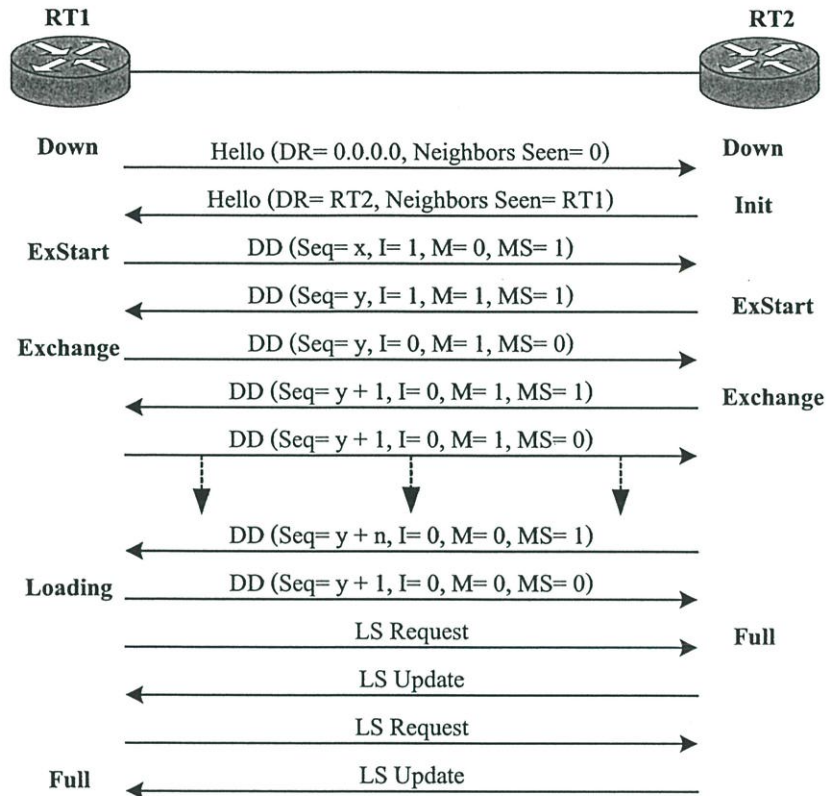 RT1
RT2
Down
Hello (DR= 0.0.0.0, Neighbors Seen= 0)
Down
Hello (DR= RT2, Neighbors Seen= RT1)
Init
ExStart
DD (Seq= x, I= 1, M= 0, MS= 1)
DD (Seq= y, I= 1, M= 1, MS= 1)
ExStart
Exchange
DD (Seq= y, I= 0, M= 1, MS= 0)
DD (Seq= y + 1, I= 0, M= 1, MS= 1)
Exchange
DD (Seq= y + 1, I= 0, M= 1, MS= 0)
DD (Seq= y + n, I= 0, M= 0, MS= 1)
Loading
DD (Seq= y + 1, I= 0, M= 0, MS= 0)
LS Request
Full
LS Update
LS Request
Full
LS Update